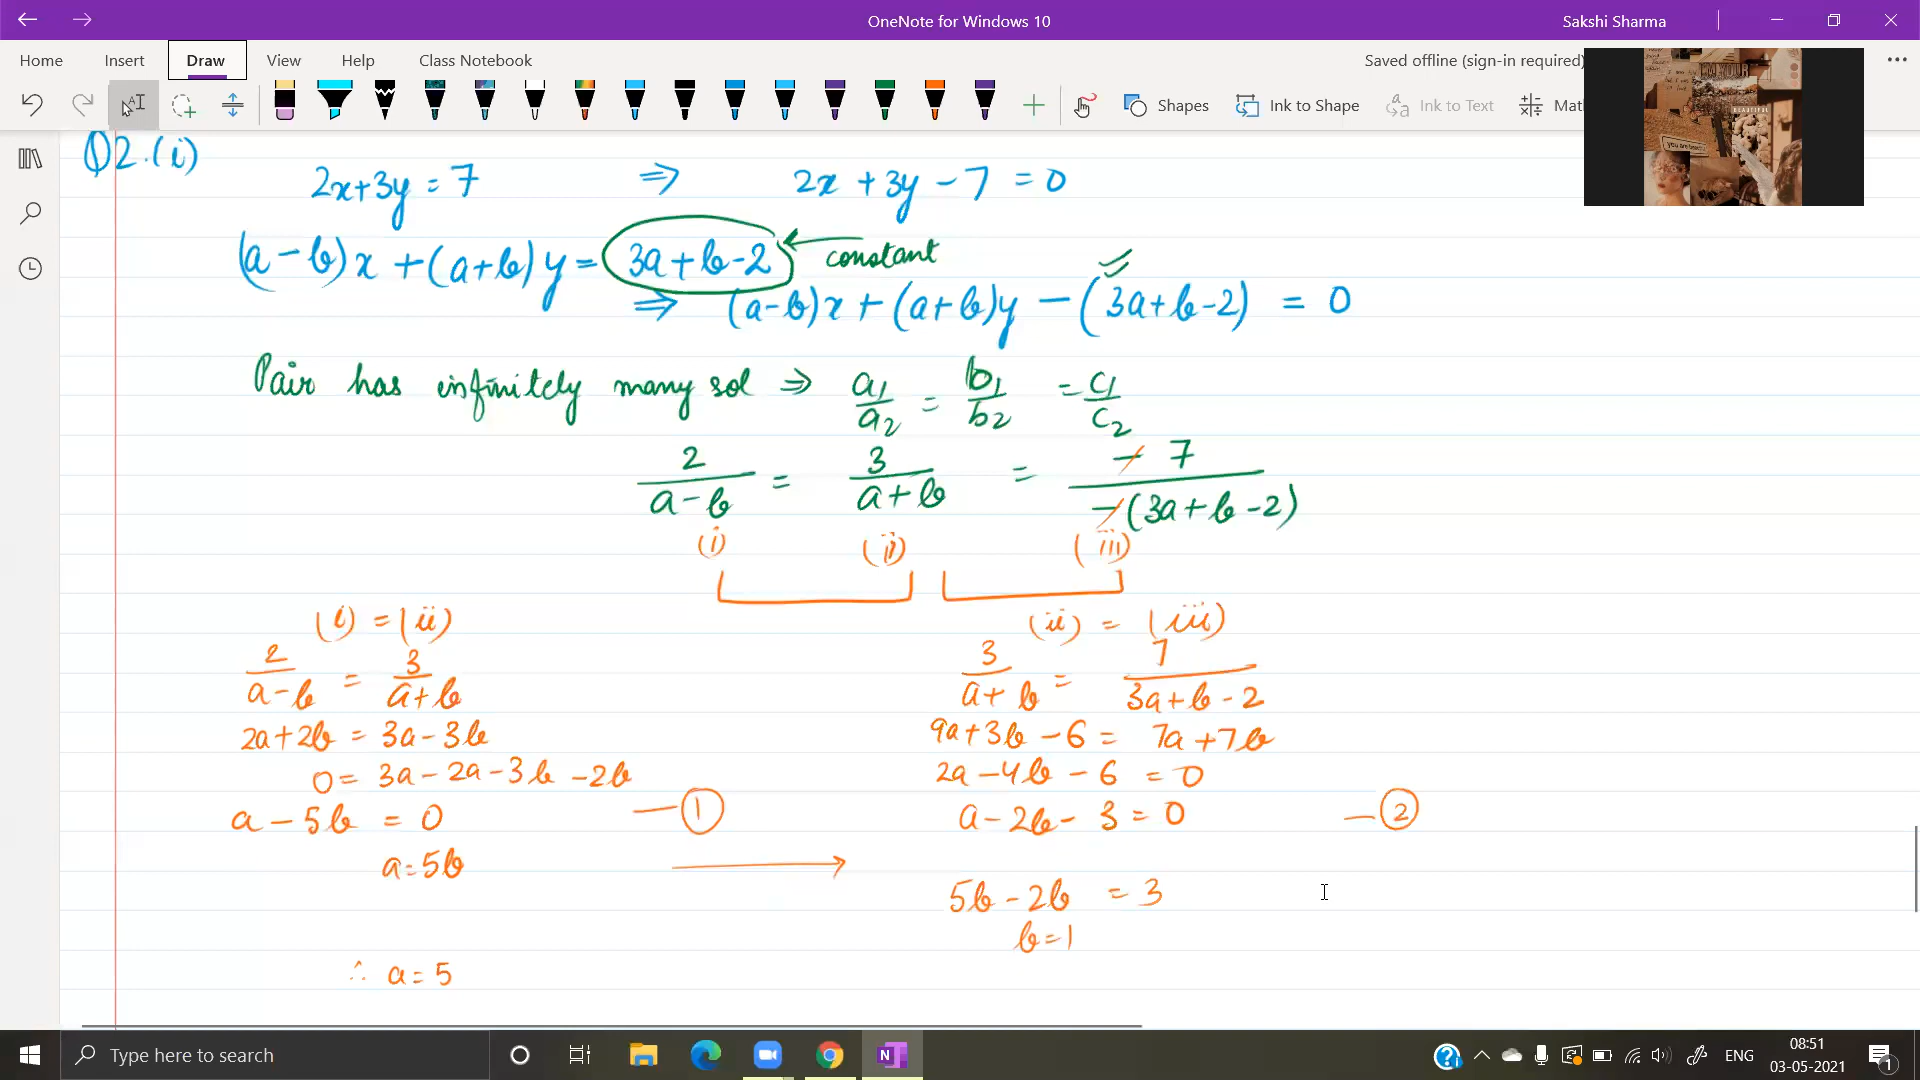 OneNote for Windows 10
Sakshi Sharma
Home Insert Draw View Help Class Notebook
Saved offline (sign-in required)
Shapes Ink to Shape Ink to Text Mat
Q2.(i)
2x+3y=7 ⇒ 2x+3y-7=0
(a-b)x+(a+b)y=3a+b-2 ← constant
⇒ (a-b)x+(a+b)y-(3a+b-2)=0
Pair has infinitely many sol ⇒ a1/a2 = b1/b2 = c1/c2
2/(a-b) = 3/(a+b) = -7/-(3a+b-2)
(i) (ii) (iii)
(i)=(ii)
2/(a-b) = 3/(a+b)
2a+2b=3a-3b
0=3a-2a-3b-2b
a-5b=0 —①
a=5b →
∴ a=5
(ii)=(iii)
3/(a+b) = 7/(3a+b-2)
9a+3b-6=7a+7b
2a-4b-6=0
a-2b-3=0 —②
5b-2b=3
b=1
Type here to search
ENG
08:51
03-05-2021
1